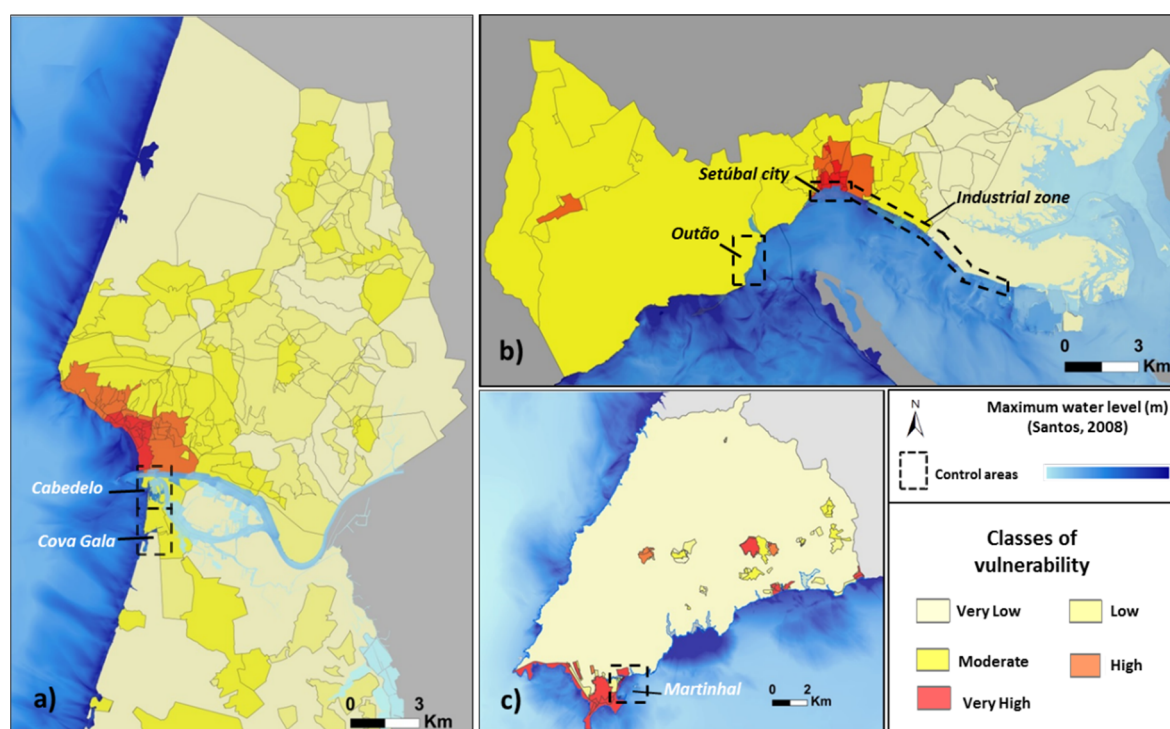 Cabedelo
Cova Gala
a)
0 3
Km
Setúbal city
Industrial zone
Outão
b)
0 3
Km
Martinhal
c)
0 2
Km
N
Maximum water level (m)
(Santos, 2008)
Control areas
Classes of
vulnerability
Very Low
Low
Moderate
High
Very High